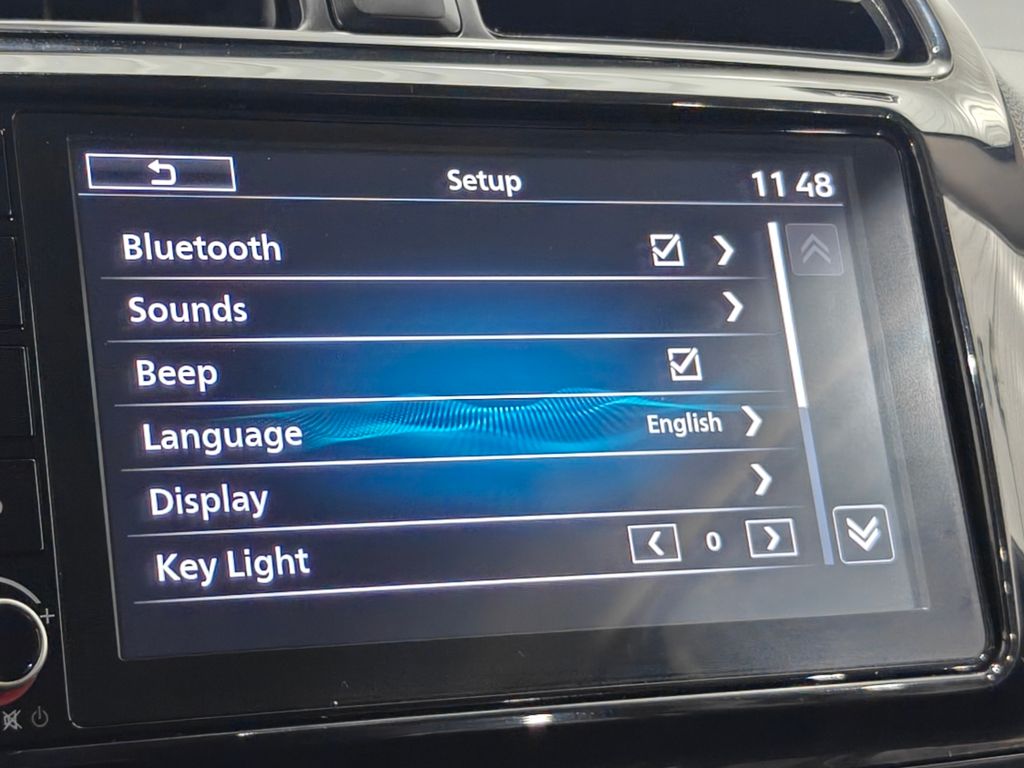 Setup 11 48
Bluetooth
Sounds
Beep
Language English
Display
Key Light 0
+